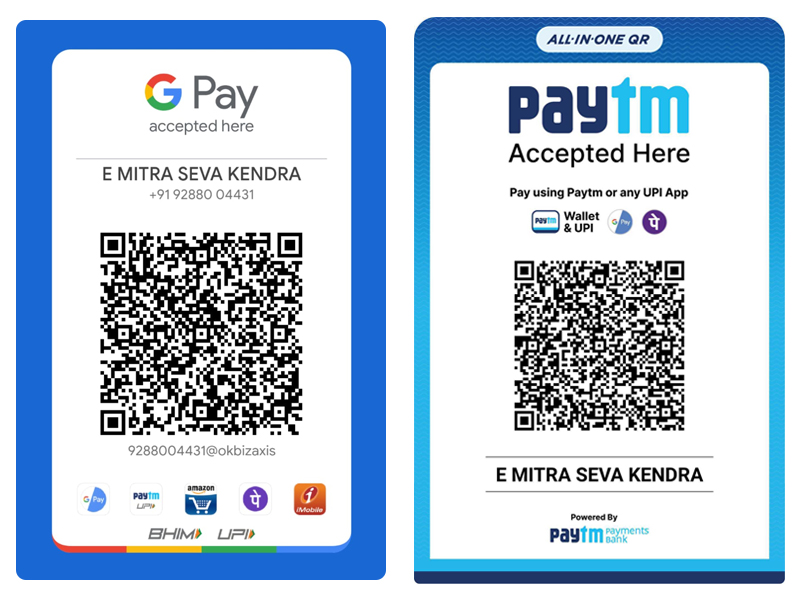 G Pay
accepted here
E MITRA SEVA KENDRA
+91 92880 04431
9288004431@okbizaxis
G Pay
paytm
UPI
amazon
पे
iMobile
BHIM UPI
ALL-IN-ONE QR
paytm
Accepted Here
Pay using Paytm or any UPI App
paytm
Wallet
& UPI
G Pay
पे
E MITRA SEVA KENDRA
Powered By
paytm payments
bank